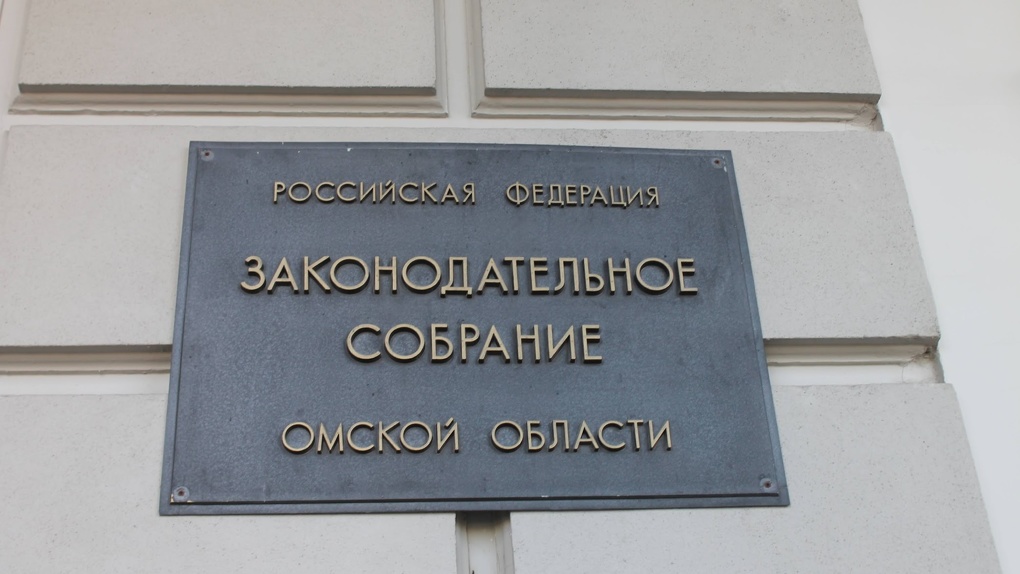 РОССИЙСКАЯ ФЕДЕРАЦИЯ
ЗАКОНОДАТЕЛЬНОЕ
СОБРАНИЕ
ОМСКОЙ ОБЛАСТИ